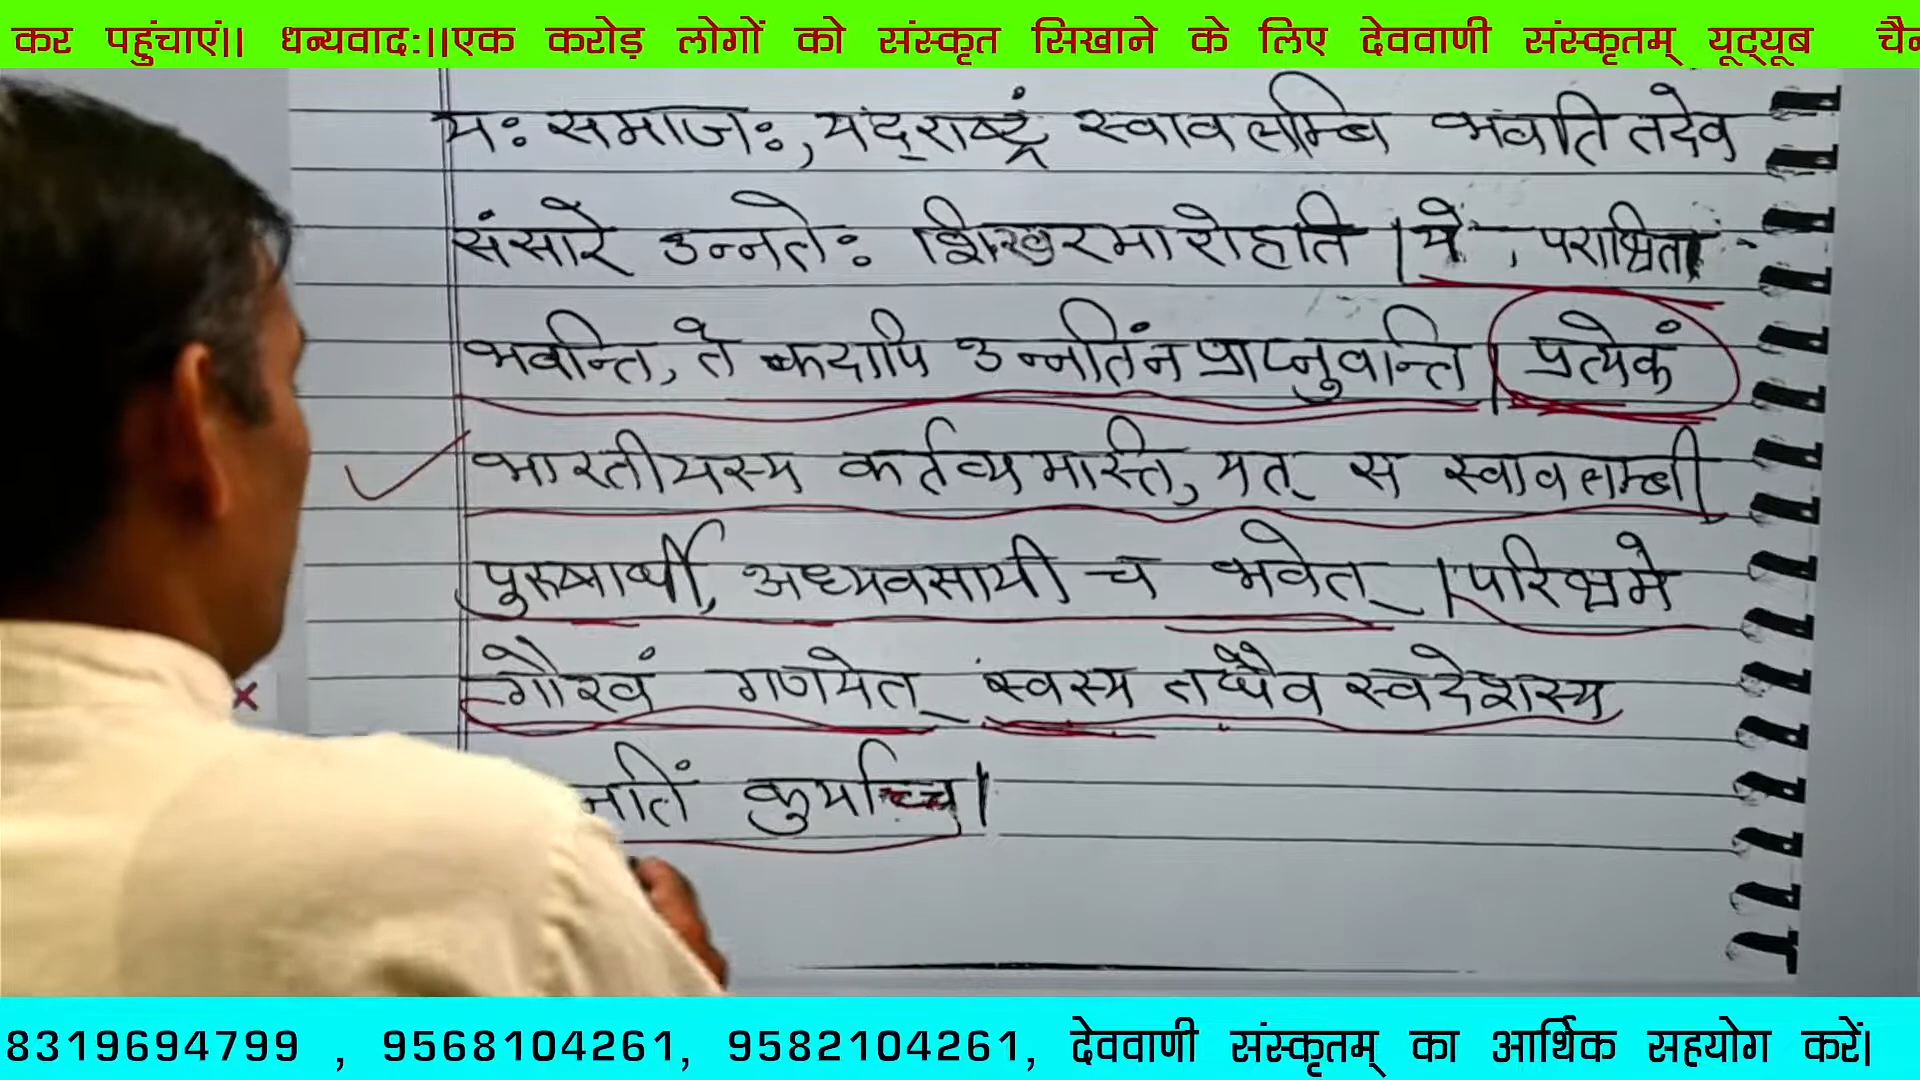 कर पहुंचाएं।। धन्यवादः।।एक करोड़ लोगों को संस्कृत सिखाने के लिए देववाणी संस्कृतम् यूट्यूब
यः समाजः, यद्राष्ट्रं स्वावलम्बि भवति तदेव
संसारे उन्नतेः शिखरमारोहति | ये , पराश्रिता
भवन्ति, ते कदापि उन्नतिं न प्राप्नुवान्ति | प्रत्येकं
भारतीयस्य कर्तव्यमस्ति, यत् स स्वावलम्बी
पुरुषार्थी, अध्यवसायी च भवेत् | परिश्रमे
गौरवं गणयेत् स्वस्य तथैव स्वदेशस्य
कुर्याच्च |
8319694799 , 9568104261, 9582104261, देववाणी संस्कृतम् का आर्थिक सहयोग करें।